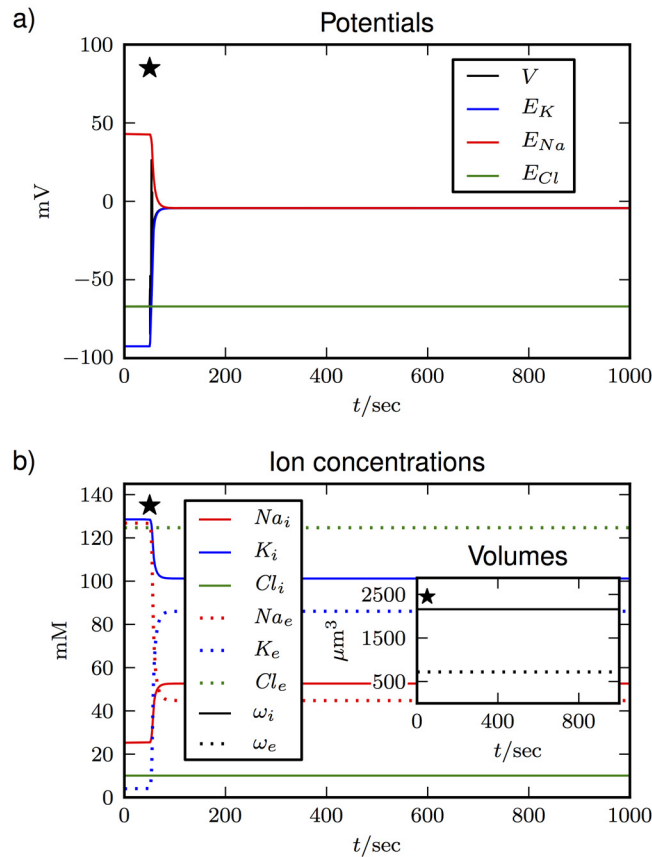 a)
Potentials
100
50
0
−50
−100
mV
V
E_K
E_Na
E_Cl
0 200 400 600 800 1000
t/sec
b)
Ion concentrations
140
120
100
80
60
40
20
0
mM
Na_i
K_i
Cl_i
Na_e
K_e
Cl_e
ω_i
ω_e
Volumes
2500
1500
500
μm³
0 400 800
t/sec
0 200 400 600 800 1000
t/sec